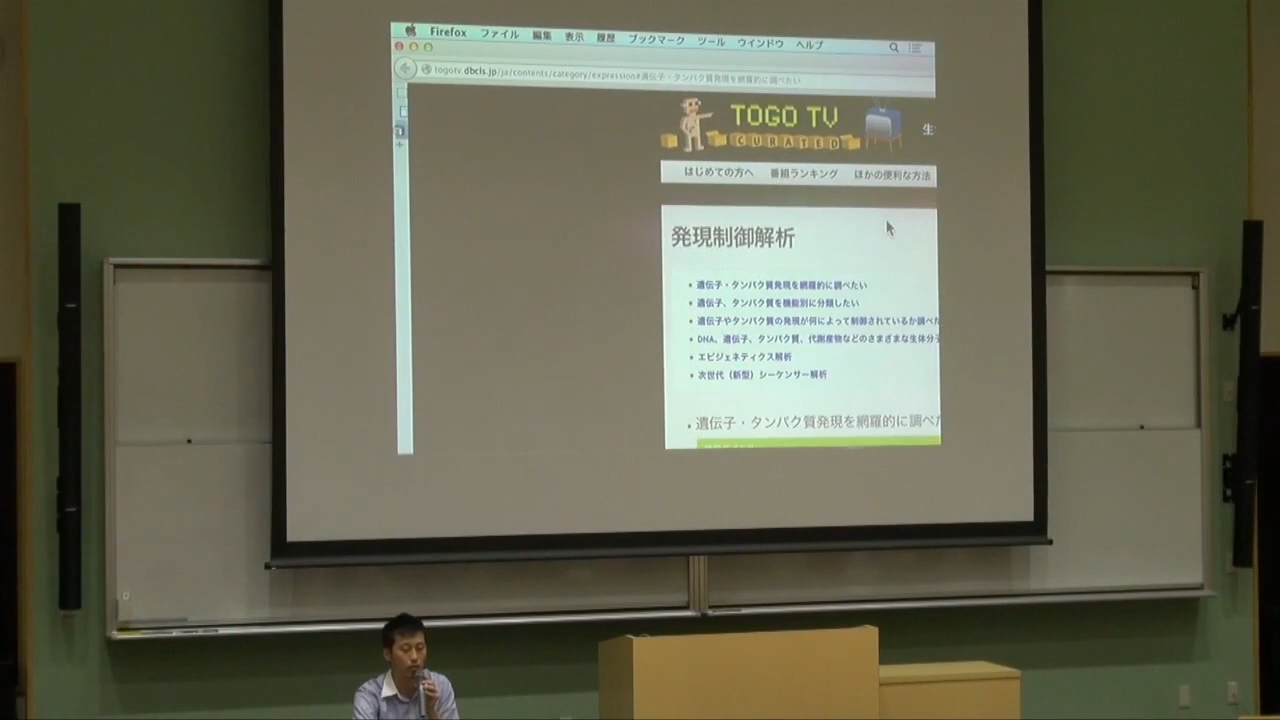 Firefox ファイル 編集 表示 履歴 ブックマーク ツール ウインドウ ヘルプ
togotv.dbcls.jp/ja/contents/category/expression#遺伝子・タンパク質発現を網羅的に調べたい
TOGO TV
CURATED
生
はじめての方へ 番組ランキング ほかの便利な方法
発現制御解析
• 遺伝子・タンパク質発現を網羅的に調べたい
• 遺伝子、タンパク質を機能別に分類したい
• 遺伝子やタンパク質の発現が何によって制御されているか調べた
• DNA、遺伝子、タンパク質、代謝産物などのさまざまな生体分子
• エピジェネティクス解析
• 次世代（新型）シーケンサー解析
• 遺伝子・タンパク質発現を網羅的に調べた